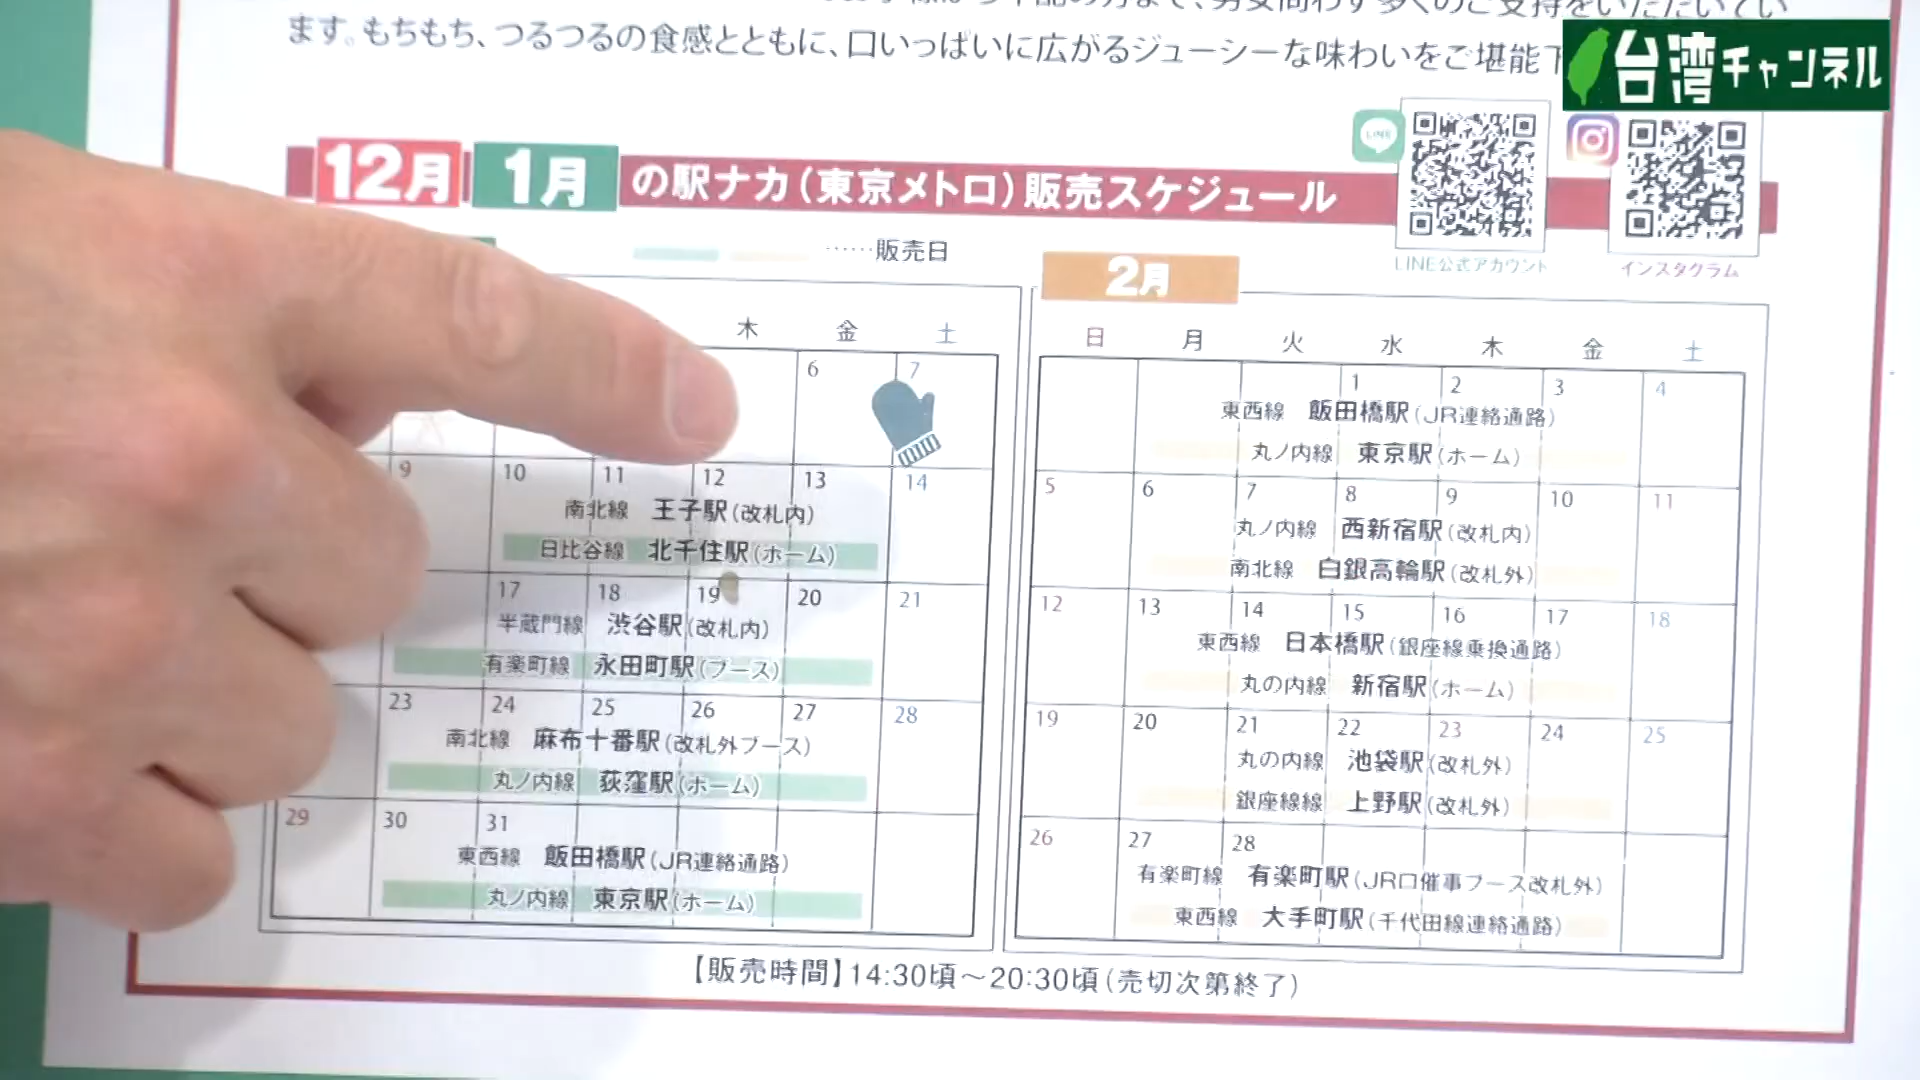 ます。もちもち、つるつるの食感とともに、口いっぱいに広がるジューシーな味わいをご堪能下
台湾チャンネル
12月 1月 の駅ナカ(東京メトロ)販売スケジュール
LINE
LINE公式アカウント
インスタグラム
……販売日
木 金 土
6 7
9 10 11 12 13 14
南北線 王子駅(改札内)
日比谷線 北千住駅(ホーム)
17 18 19 20 21
半蔵門線 渋谷駅(改札内)
有楽町線 永田町駅(ブース)
23 24 25 26 27 28
南北線 麻布十番駅(改札外ブース)
丸ノ内線 荻窪駅(ホーム)
29 30 31
東西線 飯田橋駅(JR連絡通路)
丸ノ内線 東京駅(ホーム)
2月
日 月 火 水 木 金 土
1 2 3 4
東西線 飯田橋駅(JR連絡通路)
丸ノ内線 東京駅(ホーム)
5 6 7 8 9 10 11
丸ノ内線 西新宿駅(改札内)
南北線 白銀高輪駅(改札外)
12 13 14 15 16 17 18
東西線 日本橋駅(銀座線乗換通路)
丸の内線 新宿駅(ホーム)
19 20 21 22 23 24 25
丸の内線 池袋駅(改札外)
銀座線線 上野駅(改札外)
26 27 28
有楽町線 有楽町駅(JR口催事ブース改札外)
東西線 大手町駅(千代田線連絡通路)
【販売時間】14:30頃～20:30頃(売切次第終了)